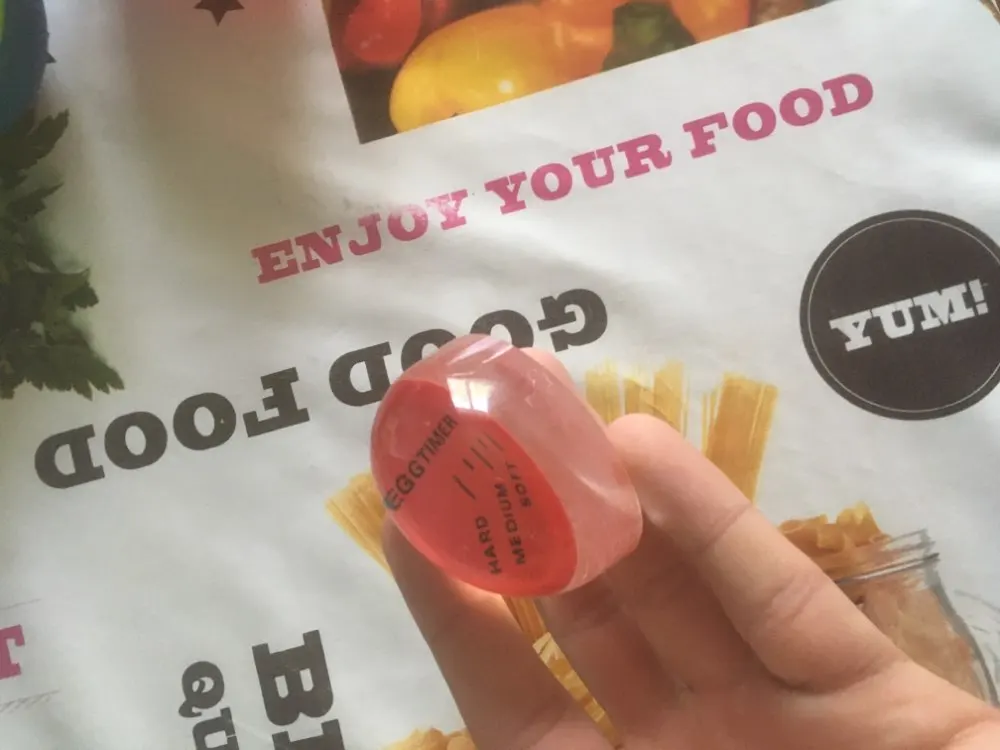 ENJOY YOUR FOOD
YUM!
GOOD FOOD
EGGTIMER
HARD
MEDIUM
SOFT